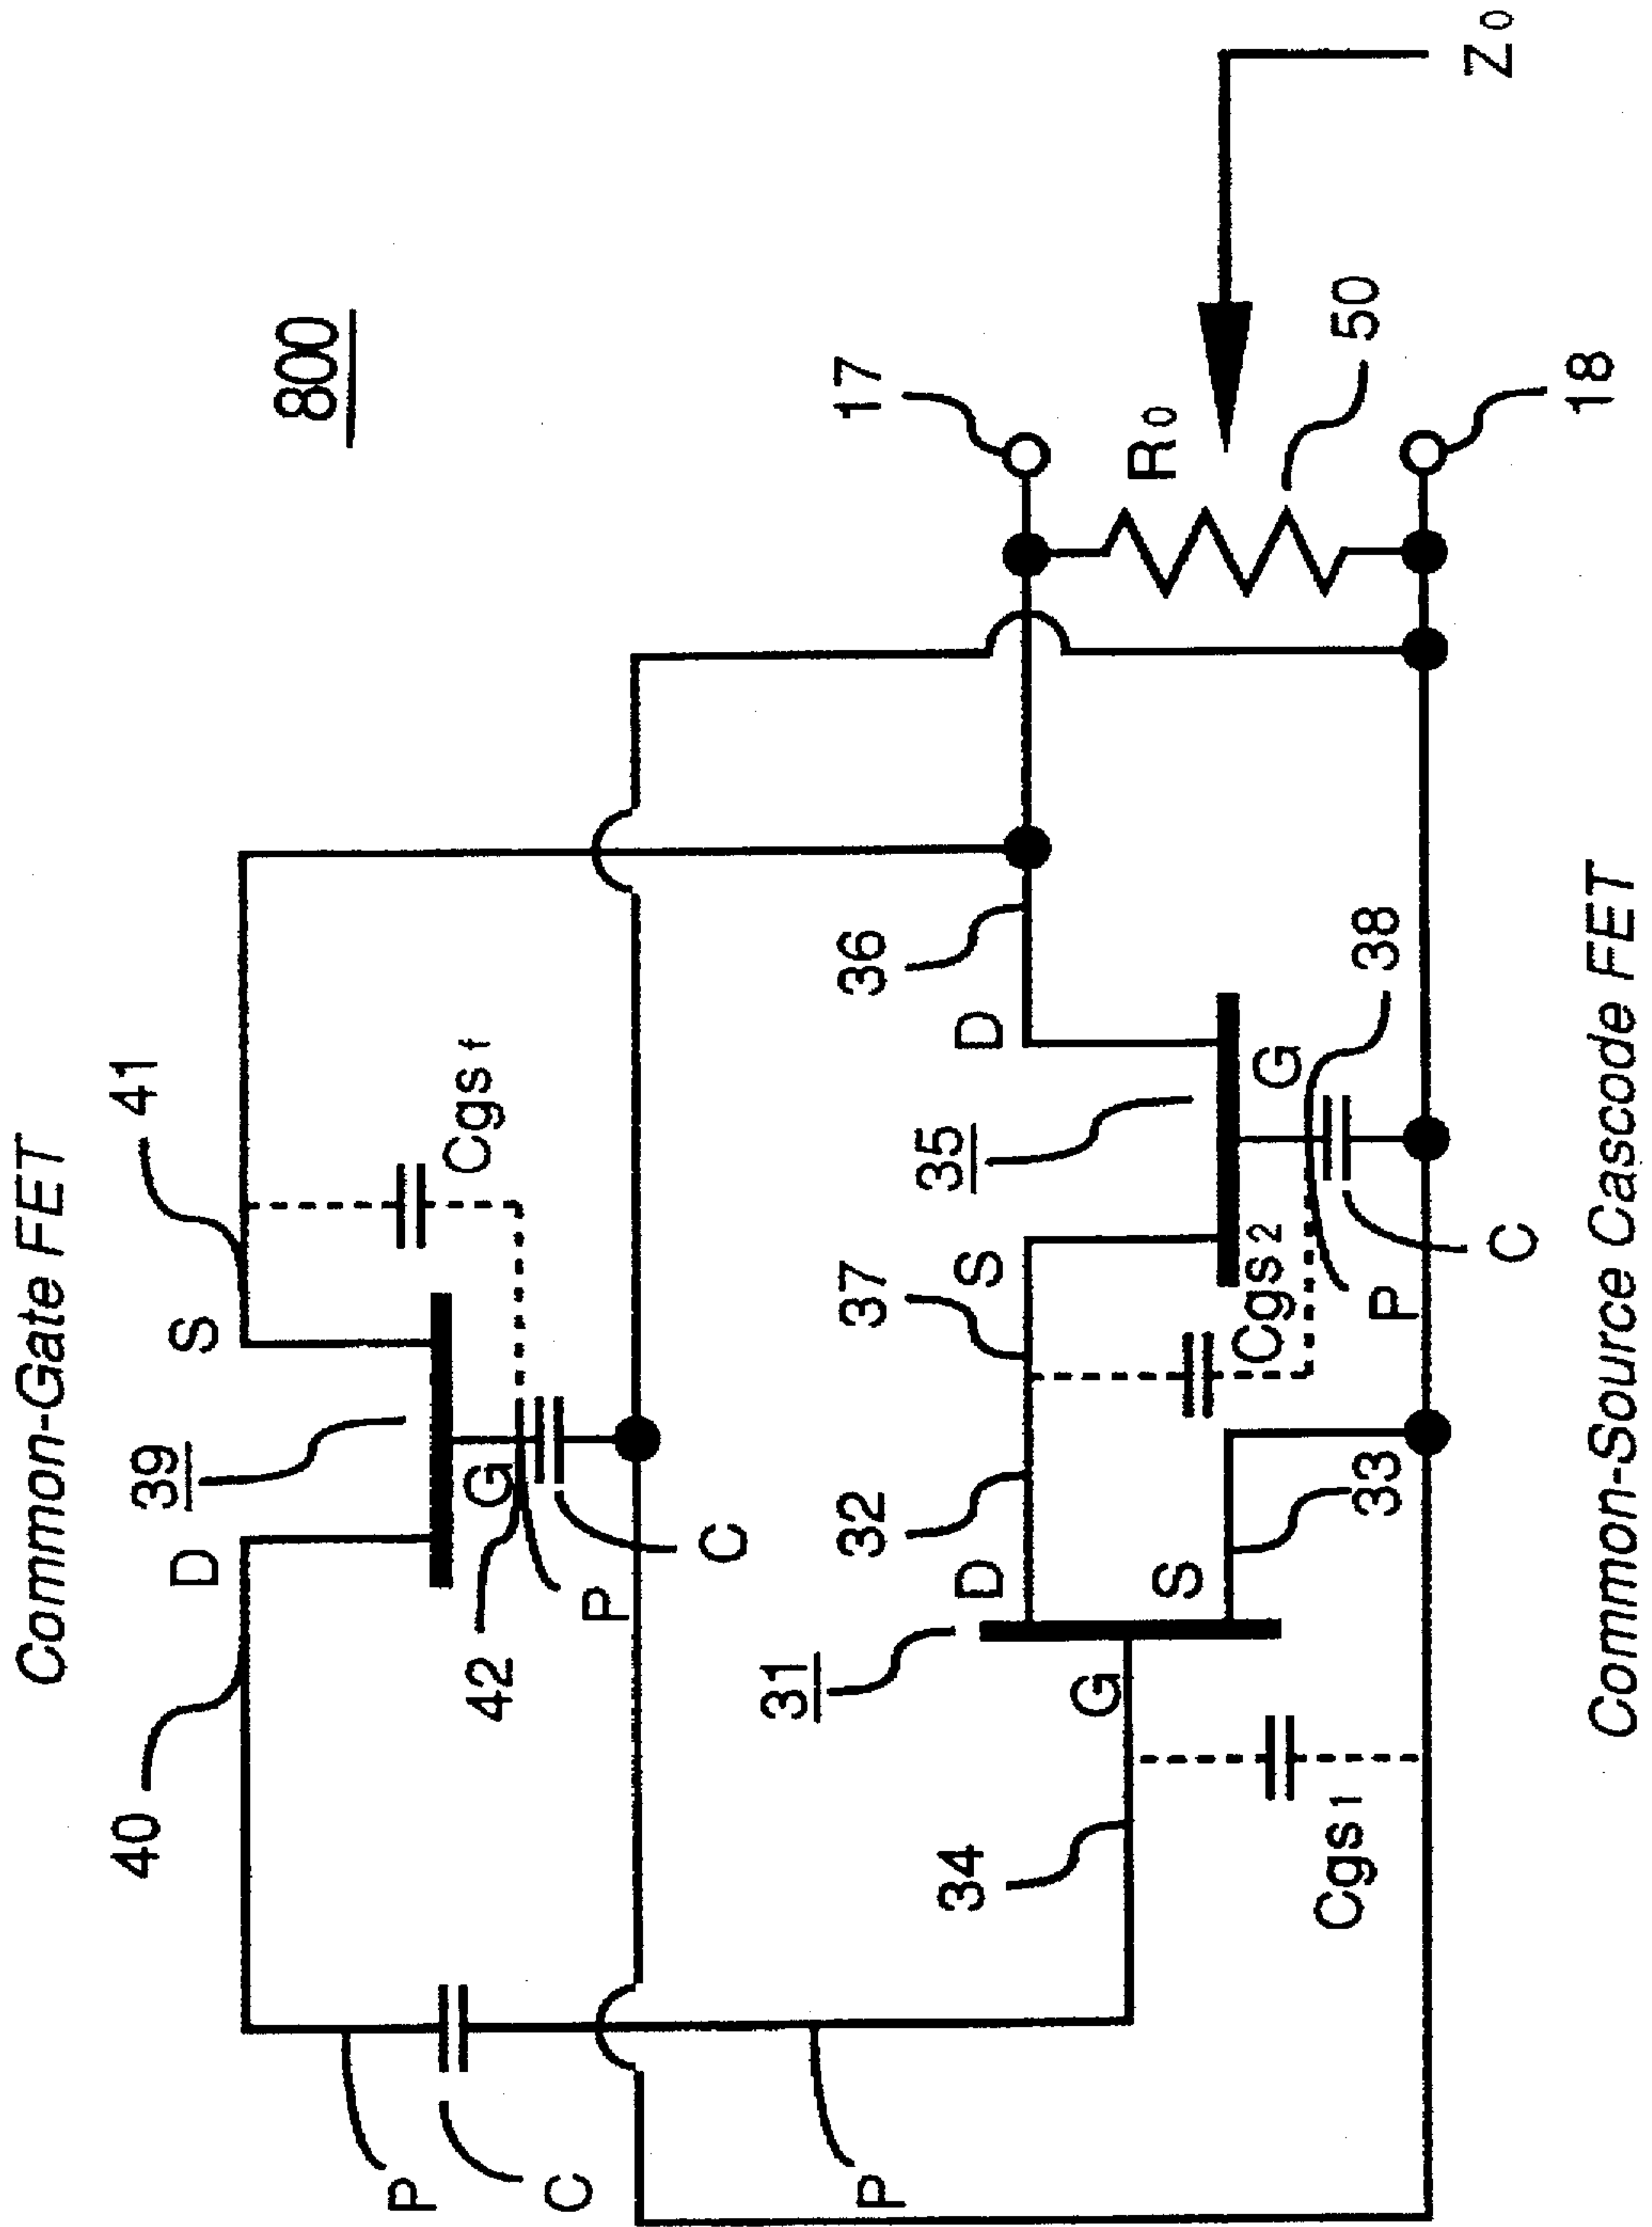 Common-Gate FET
800
40
D
39
S
41
P
C
42
G
P
C
Cgsf
P
31
D
32
37
S
35
D
36
17
34
G
S
33
Cgs2
G
38
R0
Z0
Cgs1
P
C
50
18
Common-Source Cascode FET